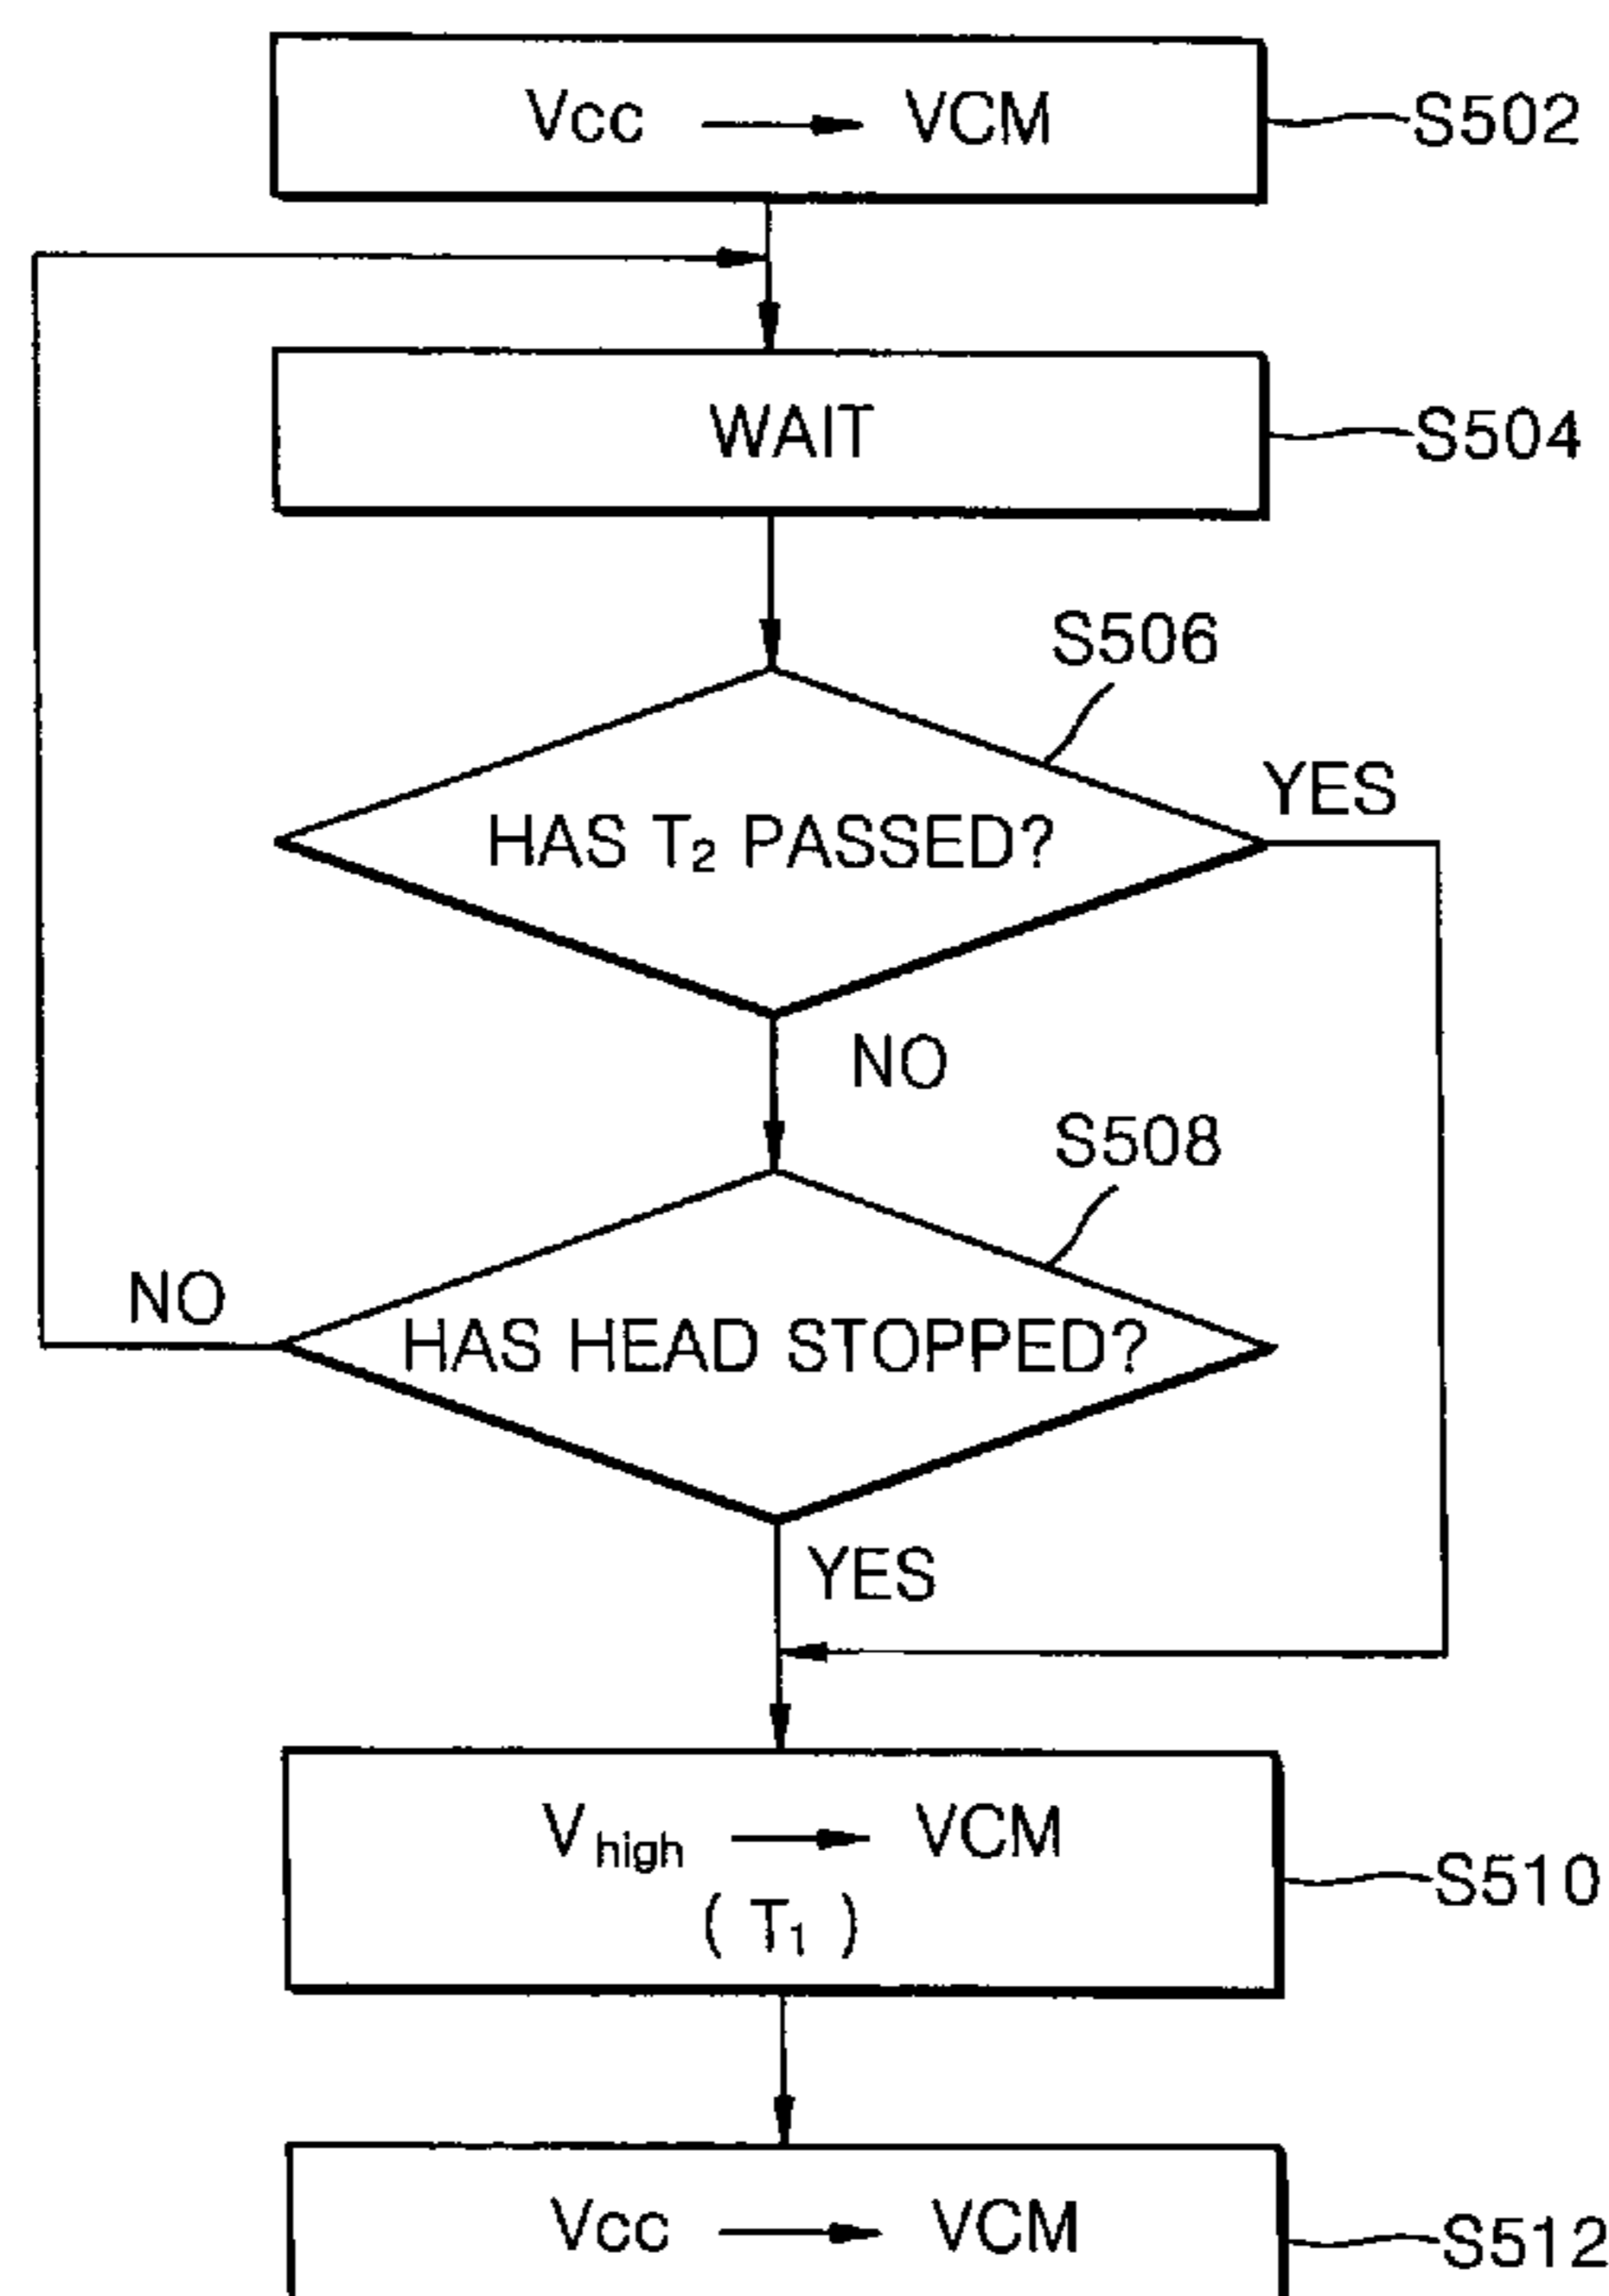 Vcc → VCM
S502
WAIT
S504
S506
HAS T₂ PASSED?
YES
NO
S508
HAS HEAD STOPPED?
NO
YES
V high → VCM
( T₁ )
S510
Vcc → VCM
S512